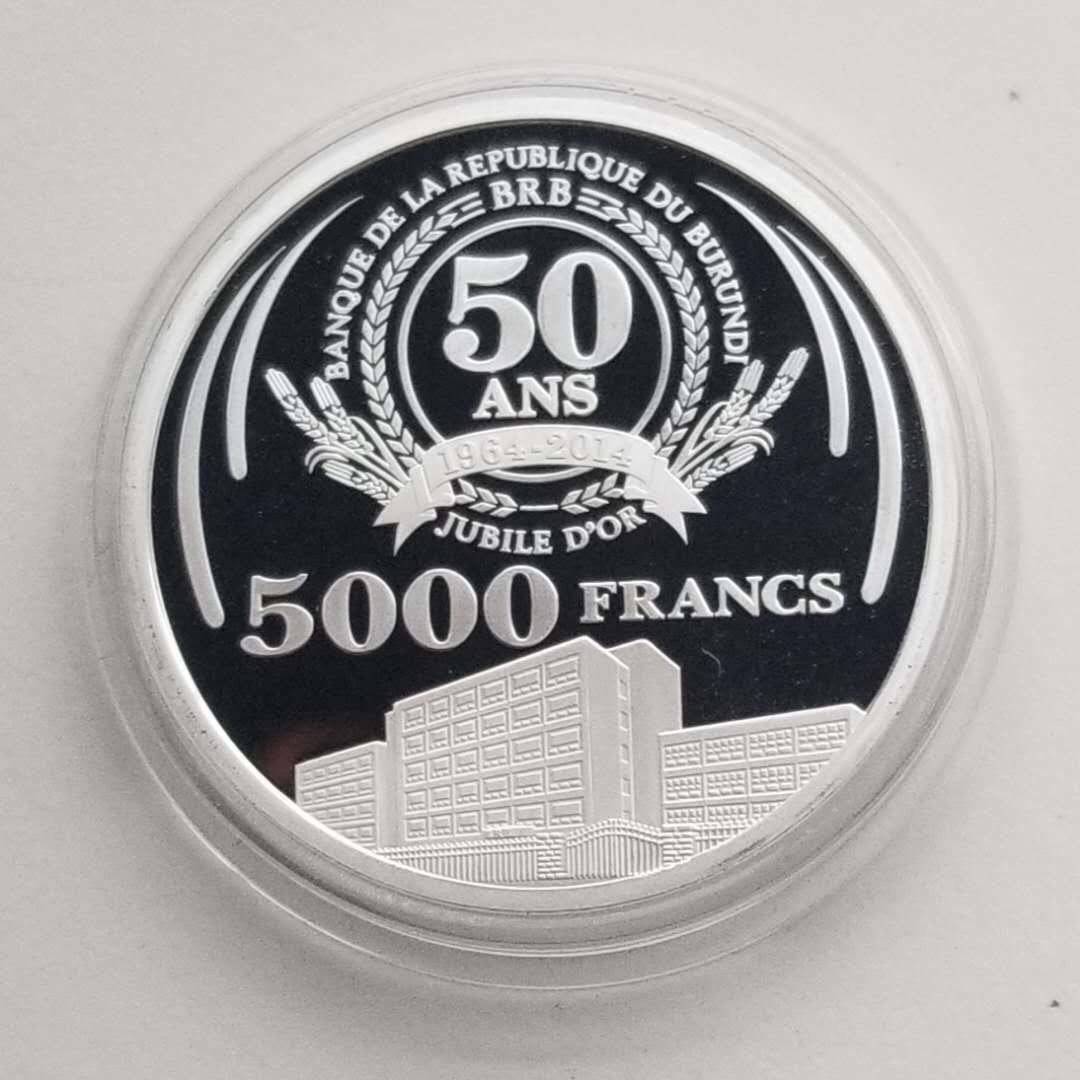 BANQUE DE LA REPUBLIQUE DU BURUNDI
BRB
50
ANS
1964-2014
JUBILE D'OR
5000 FRANCS